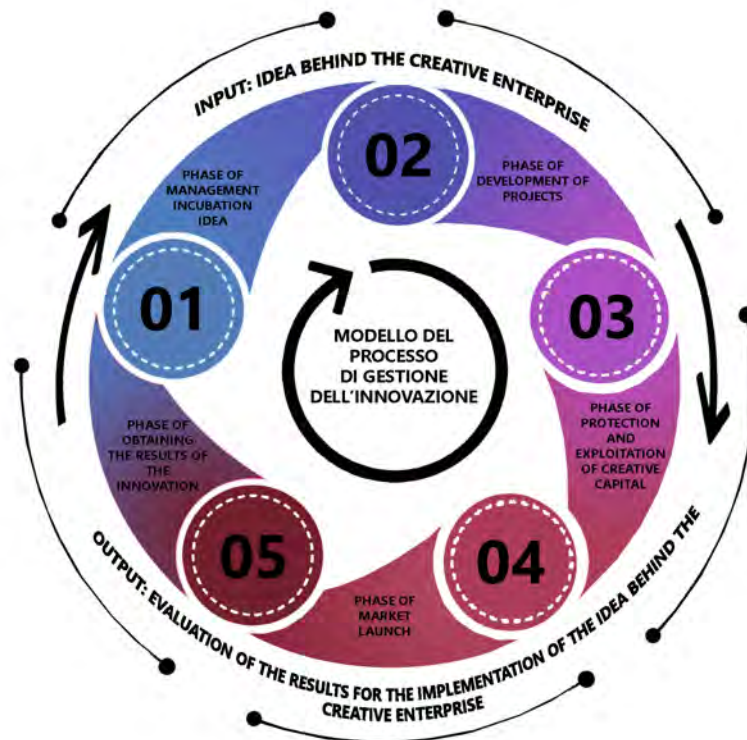 INPUT: IDEA BEHIND THE CREATIVE ENTERPRISE
02
PHASE OF
MANAGEMENT
INCUBATION
IDEA
PHASE OF
DEVELOPMENT OF
PROJECTS
01
03
MODELLO DEL
PROCESSO
DI GESTIONE
DELL'INNOVAZIONE
PHASE OF
OBTAINING
THE RESULTS OF
THE
INNOVATION
PHASE OF
PROTECTION
AND
EXPLOITATION
OF CREATIVE
CAPITAL
05
04
PHASE OF
MARKET
LAUNCH
OUTPUT: EVALUATION OF THE RESULTS FOR THE IMPLEMENTATION OF THE IDEA BEHIND THE
CREATIVE ENTERPRISE